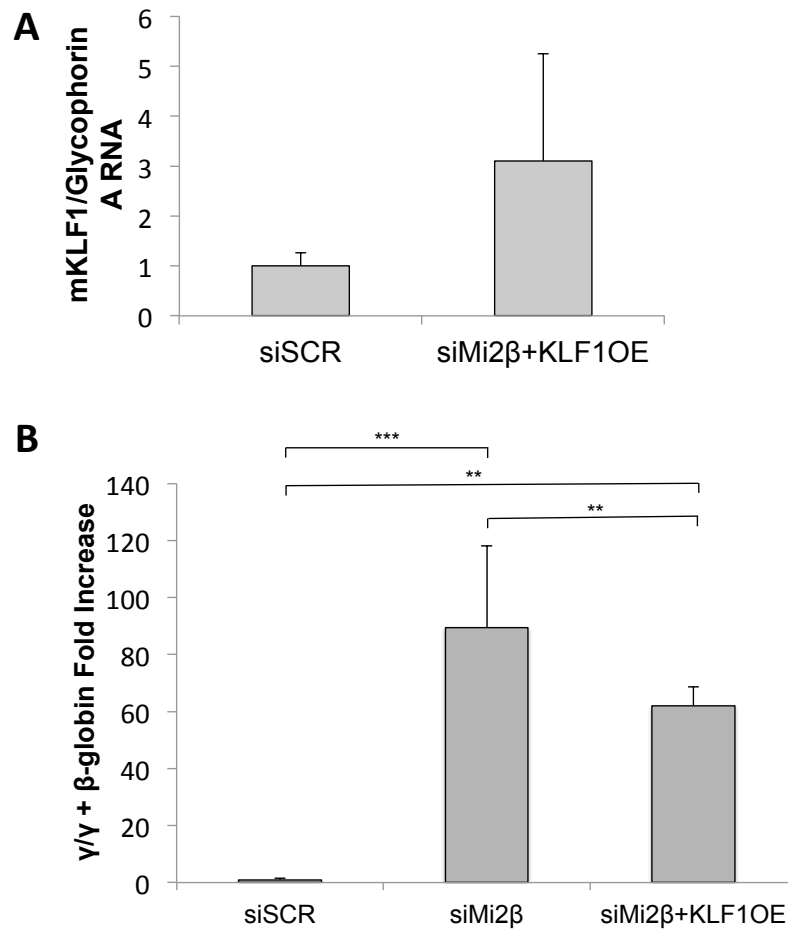 A
mKLF1/Glycophorin
A RNA
6
5
4
3
2
1
0
siSCR
siMi2β+KLF1OE
B
γ/γ + β-globin Fold Increase
***
**
**
140
120
100
80
60
40
20
0
siSCR
siMi2β
siMi2β+KLF1OE